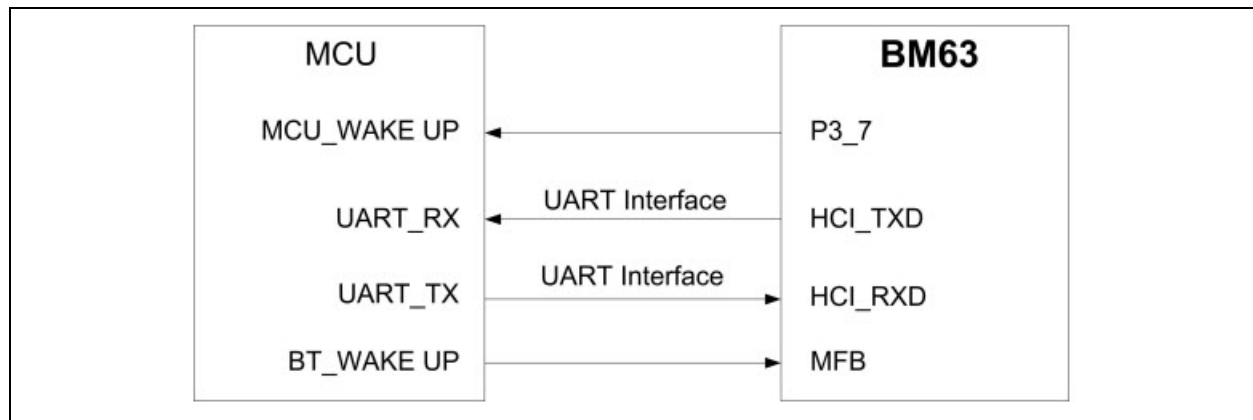 MCU
BM63
MCU_WAKE UP
P3_7
UART_RX
UART Interface
HCI_TXD
UART_TX
UART Interface
HCI_RXD
BT_WAKE UP
MFB